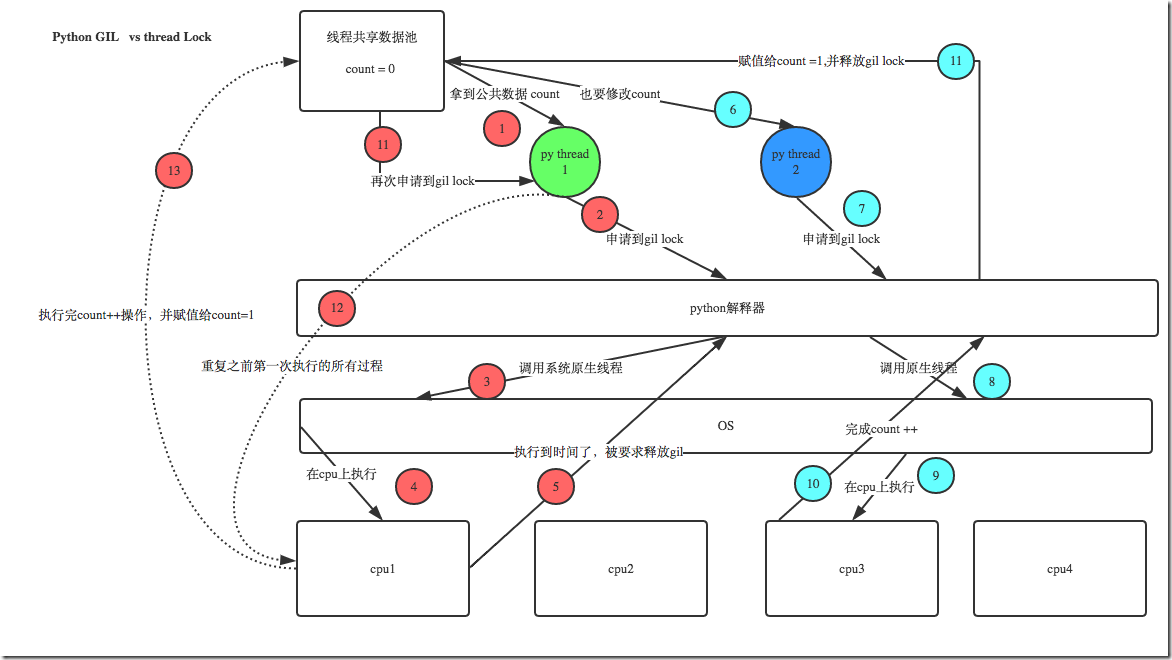 Python GIL   vs thread Lock
线程共享数据池
count = 0
赋值给count =1,并释放gil lock
11
拿到公共数据 count
也要修改count
6
1
11
py thread
1
py thread
2
13
再次申请到gil lock
2
7
申请到gil lock
申请到gil lock
12
python解释器
执行完count++操作，并赋值给count=1
重复之前第一次执行的所有过程
3
调用系统原生线程
调用原生线程
8
OS
完成count ++
执行到时间了，被要求释放gil
在cpu上执行
4
5
10
在cpu上执行
9
cpu1
cpu2
cpu3
cpu4